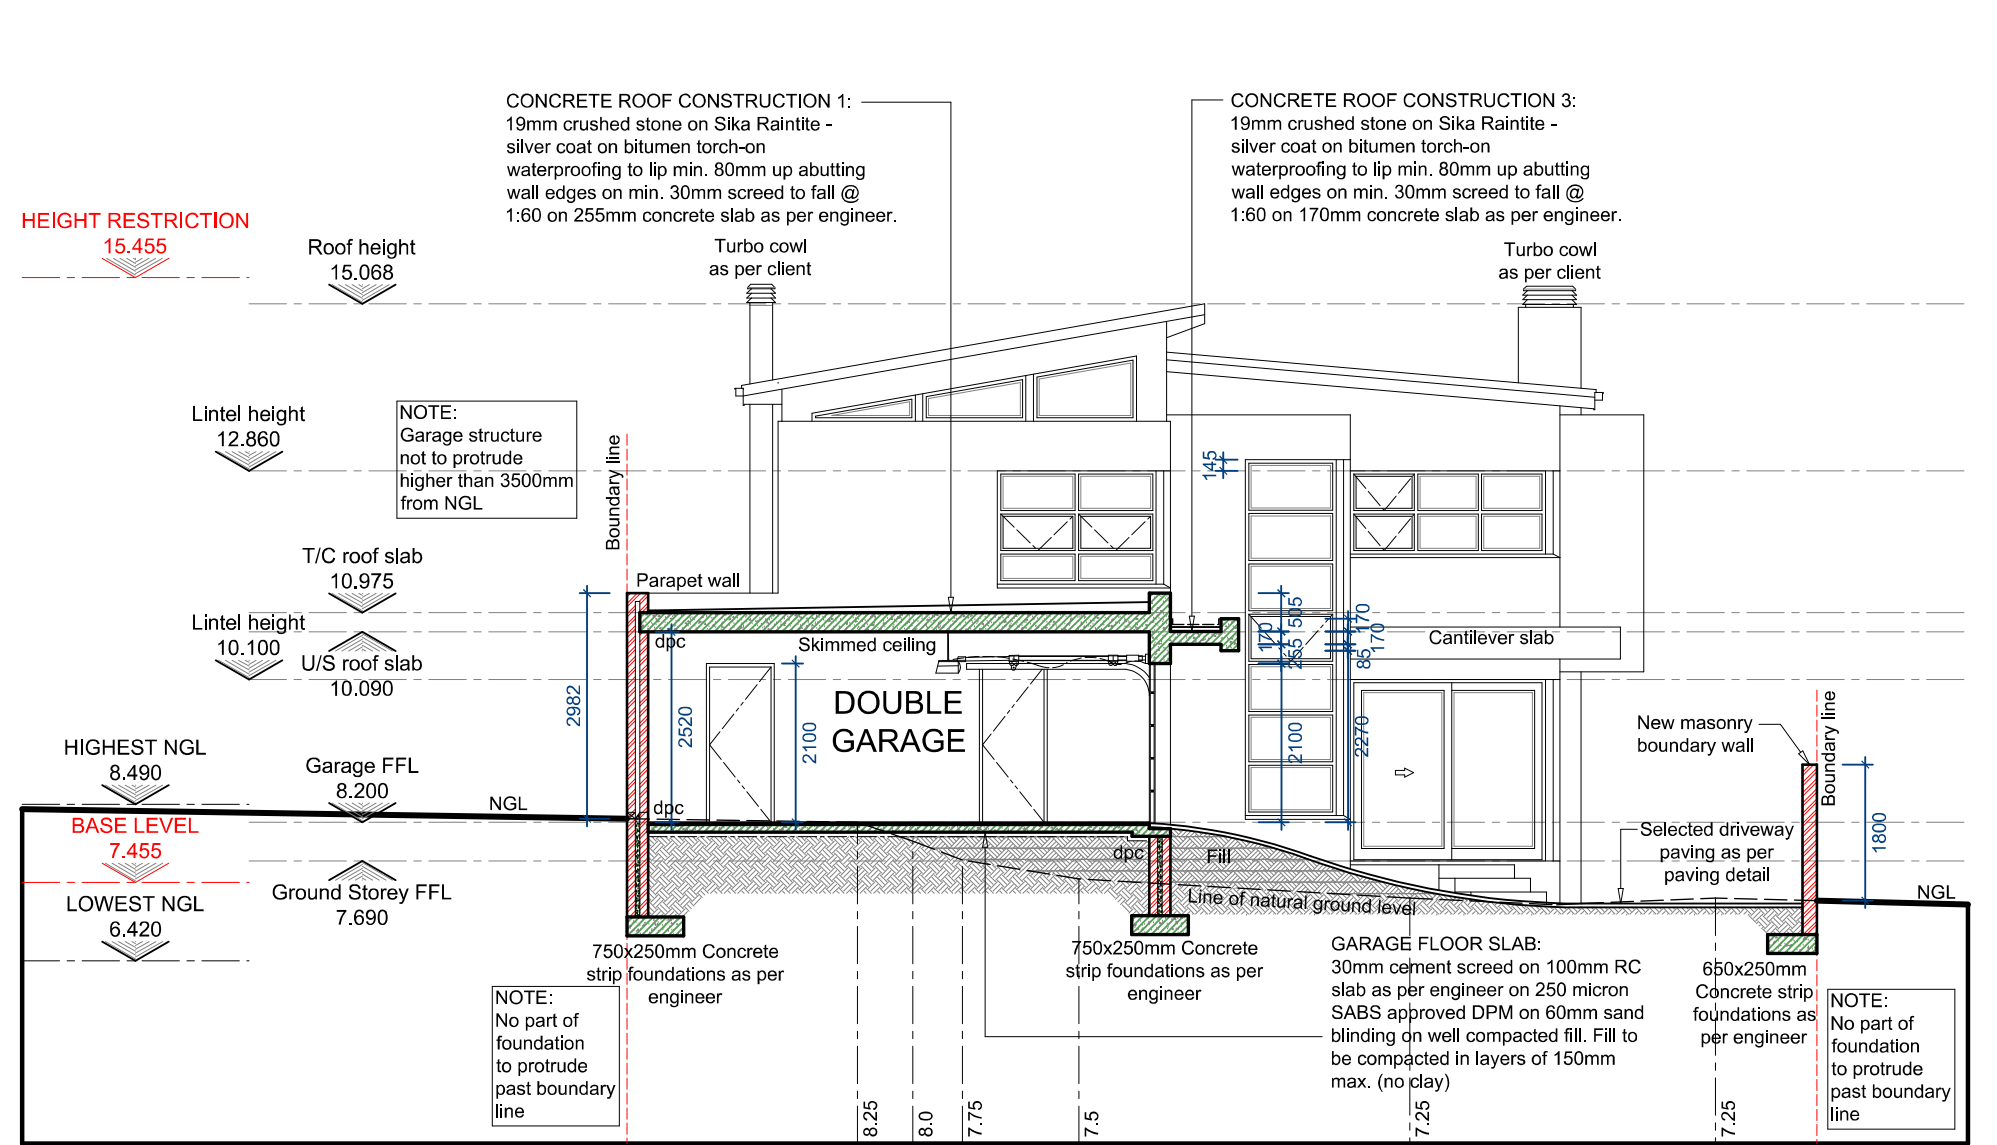 CONCRETE ROOF CONSTRUCTION 1:
19mm crushed stone on Sika Raintite -
silver coat on bitumen torch-on
waterproofing to lip min. 80mm up abutting
wall edges on min. 30mm screed to fall @
1:60 on 255mm concrete slab as per engineer.
CONCRETE ROOF CONSTRUCTION 3:
19mm crushed stone on Sika Raintite -
silver coat on bitumen torch-on
waterproofing to lip min. 80mm up abutting
wall edges on min. 30mm screed to fall @
1:60 on 170mm concrete slab as per engineer.
HEIGHT RESTRICTION
15.455
Roof height
15.068
Turbo cowl
as per client
Turbo cowl
as per client
Lintel height
12.860
NOTE:
Garage structure
not to protrude
higher than 3500mm
from NGL
Boundary line
145
T/C roof slab
10.975
Parapet wall
Lintel height
10.100
U/S roof slab
10.090
dpc
Skimmed ceiling
505
170
255
170
170
85
Cantilever slab
2982
2520
2100
DOUBLE
GARAGE
2100
2270
New masonry
boundary wall
Boundary line
1800
HIGHEST NGL
8.490
Garage FFL
8.200
NGL
dpc
BASE LEVEL
7.455
Ground Storey FFL
7.690
LOWEST NGL
6.420
dpc
Fill
Line of natural ground level
Selected driveway
paving as per
paving detail
NGL
750x250mm Concrete
strip foundations as per
engineer
750x250mm Concrete
strip foundations as per
engineer
GARAGE FLOOR SLAB:
30mm cement screed on 100mm RC
slab as per engineer on 250 micron
SABS approved DPM on 60mm sand
blinding on well compacted fill. Fill to
be compacted in layers of 150mm
max. (no clay)
650x250mm
Concrete strip
foundations as
per engineer
NOTE:
No part of
foundation
to protrude
past boundary
line
NOTE:
No part of
foundation
to protrude
past boundary
line
8.25
8.0
7.75
7.5
7.25
7.25